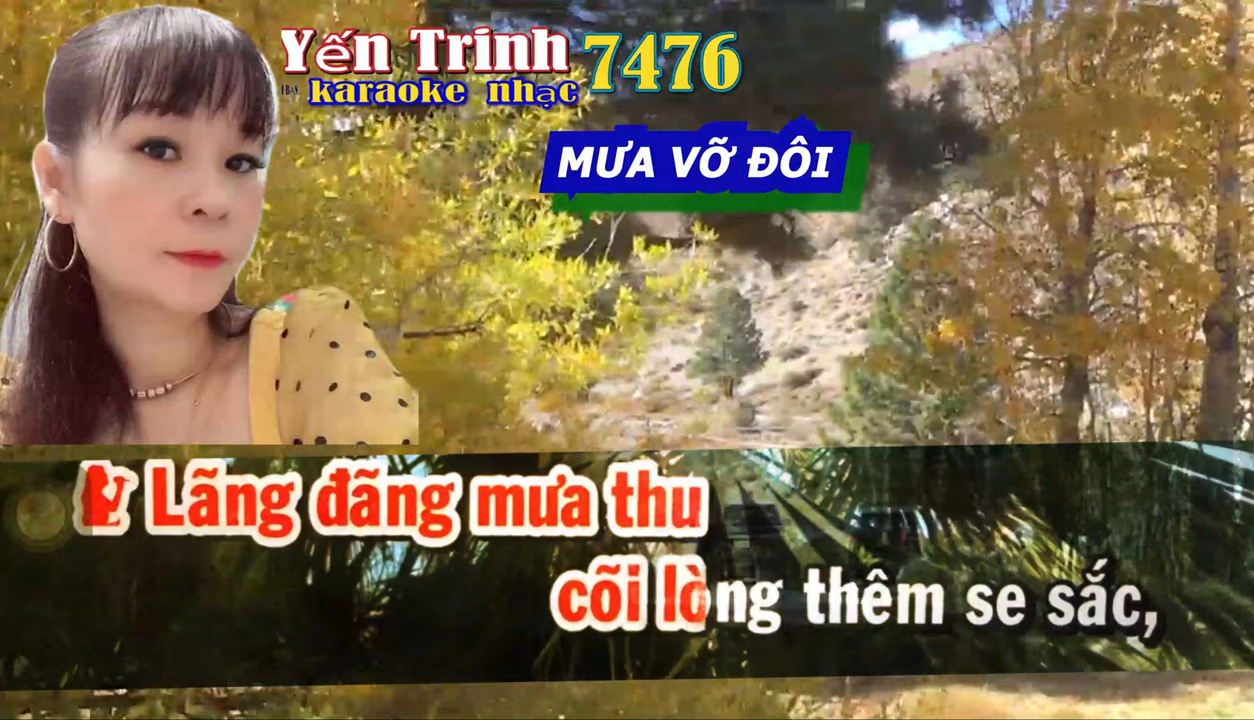 Yến Trinh 7476
karaoke nhạc
MƯA VỠ ĐÔI
Lãng đãng mưa thu
cõi lòng thêm se sắc,